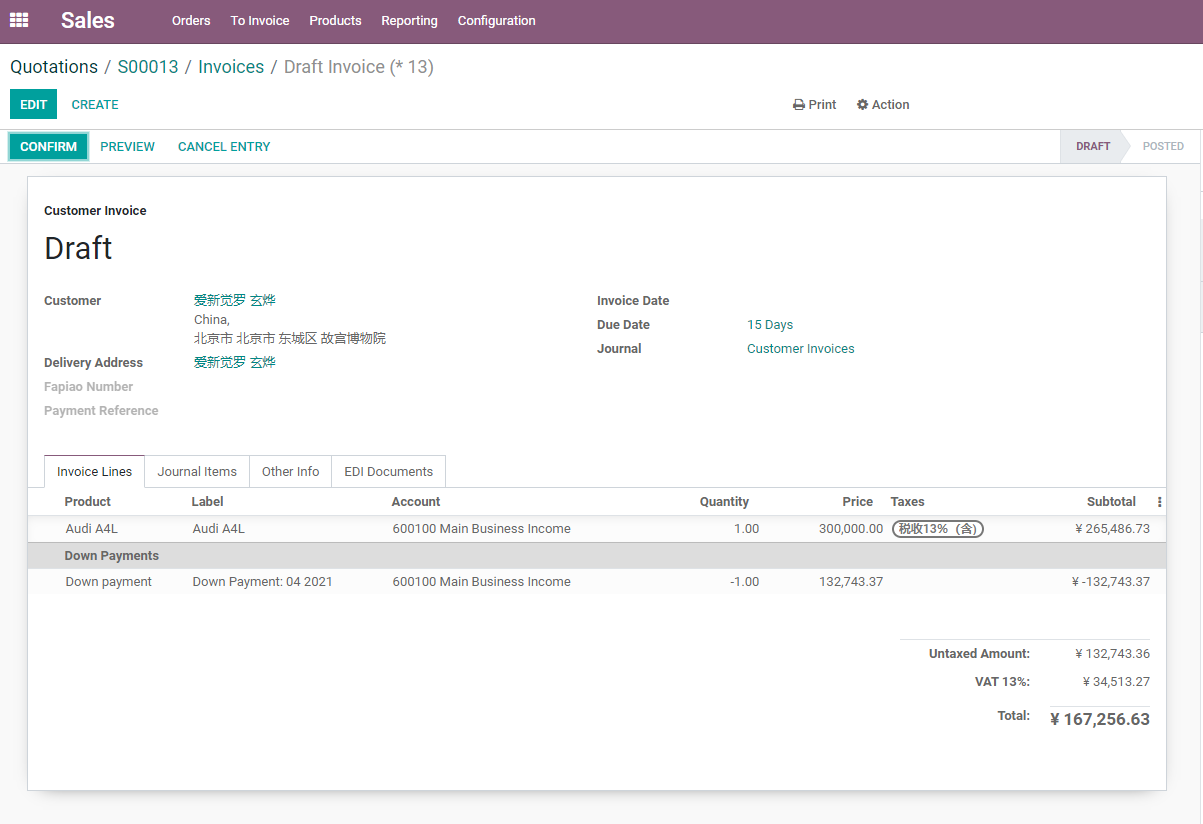 Sales Orders To Invoice Products Reporting Configuration
Quotations / S00013 / Invoices / Draft Invoice (* 13)
EDIT CREATE Print Action
CONFIRM PREVIEW CANCEL ENTRY DRAFT POSTED
Customer Invoice
Draft
Customer 爱新觉罗 玄烨
China,
北京市 北京市 东城区 故宫博物院
Delivery Address 爱新觉罗 玄烨
Fapiao Number
Payment Reference
Invoice Date
Due Date 15 Days
Journal Customer Invoices
Invoice Lines Journal Items Other Info EDI Documents
Product Label Account Quantity Price Taxes Subtotal
Audi A4L Audi A4L 600100 Main Business Income 1.00 300,000.00 税收13% (含) ¥ 265,486.73
Down Payments
Down payment Down Payment: 04 2021 600100 Main Business Income -1.00 132,743.37 ¥ -132,743.37
Untaxed Amount: ¥ 132,743.36
VAT 13%: ¥ 34,513.27
Total: ¥ 167,256.63